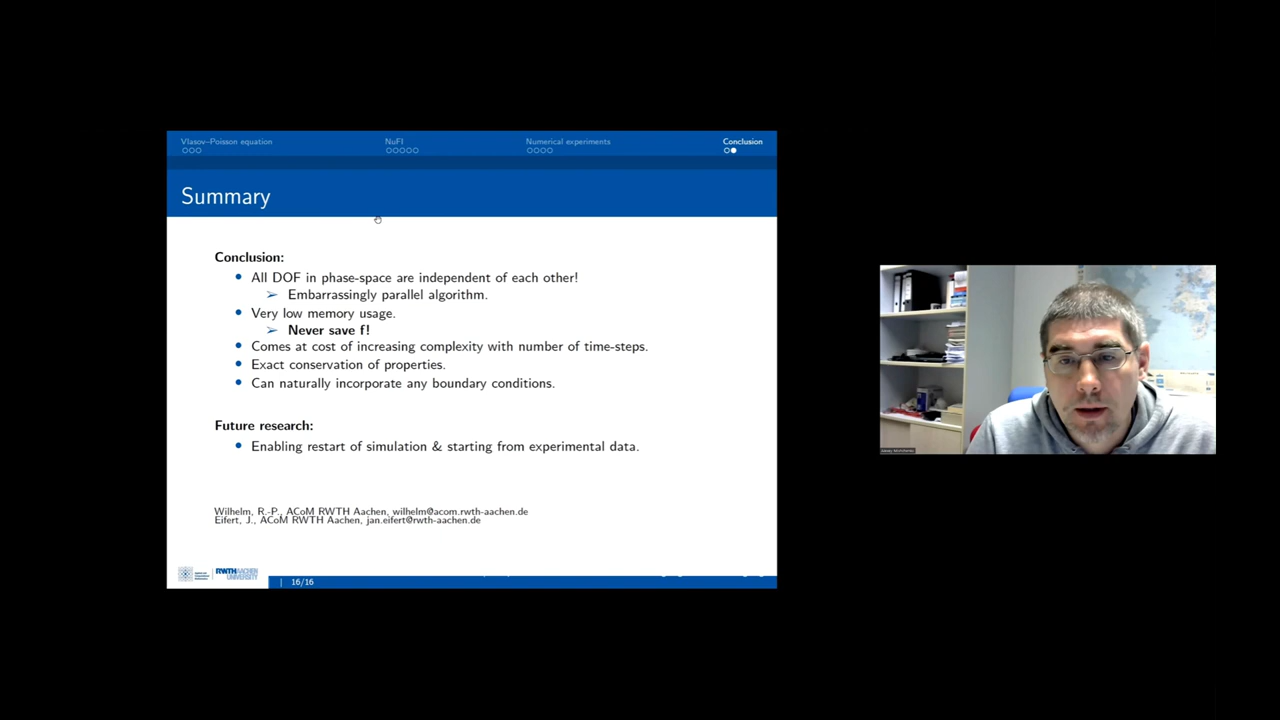 Vlasov–Poisson equation
NuFI
Numerical experiments
Conclusion
Summary
Conclusion:
All DOF in phase-space are independent of each other!
Embarrassingly parallel algorithm.
Very low memory usage.
Never save f!
Comes at cost of increasing complexity with number of time-steps.
Exact conservation of properties.
Can naturally incorporate any boundary conditions.
Future research:
Enabling restart of simulation & starting from experimental data.
Wilhelm, R.-P., ACoM RWTH Aachen, wilhelm@acom.rwth-aachen.de
Eifert, J., ACoM RWTH Aachen, jan.eifert@rwth-aachen.de
RWTH AACHEN
UNIVERSITY
| 16/16